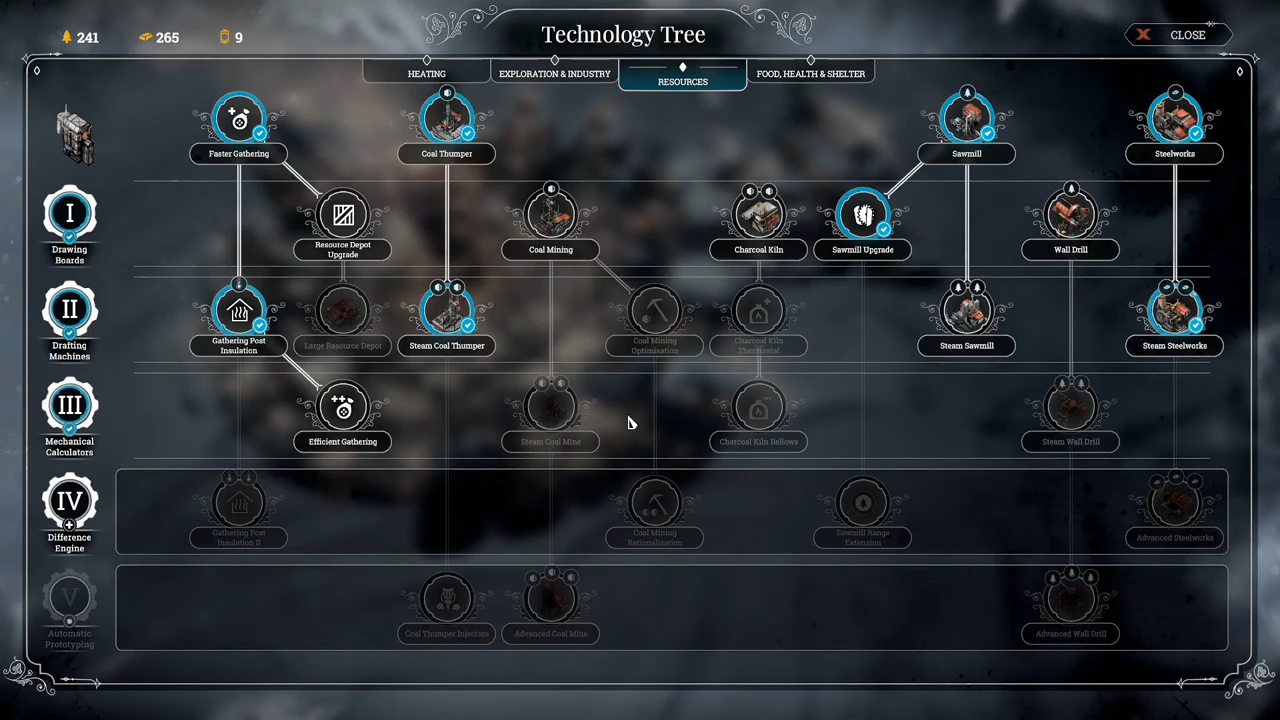 241
265
9
Technology Tree
CLOSE
HEATING
EXPLORATION & INDUSTRY
RESOURCES
FOOD, HEALTH & SHELTER
Faster Gathering
Coal Thumper
Sawmill
Steelworks
I
Drawing
Boards
Resource Depot
Upgrade
Coal Mining
Charcoal Kiln
Sawmill Upgrade
Wall Drill
II
Drafting
Machines
Gathering Post
Insulation
Large Resource Depot
Steam Coal Thumper
Coal Mining
Optimisation
Charcoal Kiln
Thermostat
Steam Sawmill
Steam Steelworks
III
Mechanical
Calculators
Efficient Gathering
Steam Coal Mine
Charcoal Kiln Bellows
Steam Wall Drill
IV
Difference
Engine
Gathering Post
Insulation II
Coal Mining
Rationalisation
Sawmill Range
Extension
Advanced Steelworks
V
Automatic
Prototyping
Coal Thumper Injectors
Advanced Coal Mine
Advanced Wall Drill